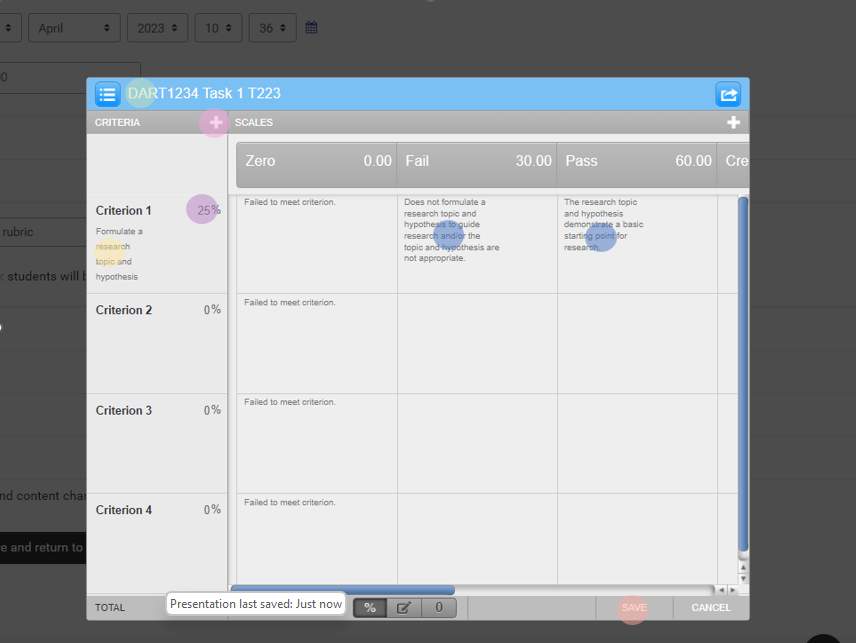 April 2023 10 36
0
DART1234 Task 1 T223
CRITERIA + SCALES +
Zero 0.00 Fail 30.00 Pass 60.00 Cre
Criterion 1 25%
Formulate a
research
topic and
hypothesis
Failed to meet criterion.
Does not formulate a
research topic and
hypothesis to guide
research and/or the
topic and hypothesis are
not appropriate.
The research topic
and hypothesis
demonstrate a basic
starting point for
research.
rubric
students will b
Criterion 2 0%
Failed to meet criterion.
Criterion 3 0%
Failed to meet criterion.
Criterion 4 0%
Failed to meet criterion.
nd content cha
e and return to
TOTAL
Presentation last saved: Just now
% 0
SAVE CANCEL